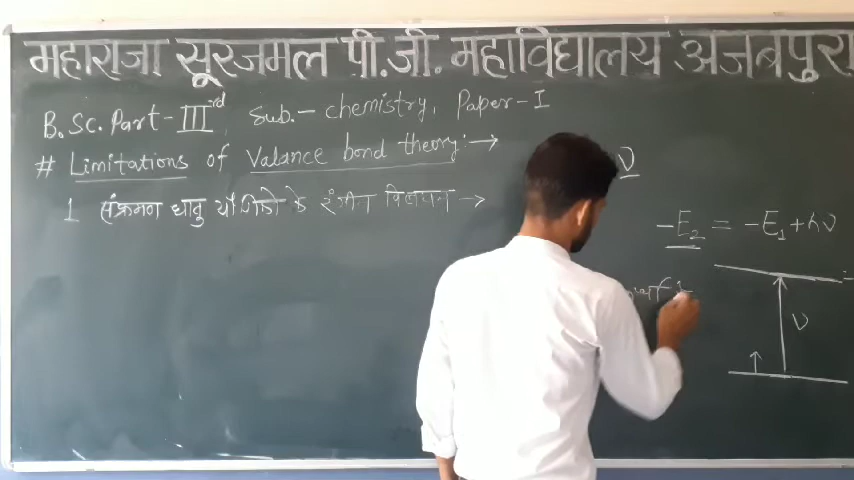 महाराजा सूरजमल पी.जी. महाविद्यालय अजबपुरा
B.Sc. Part-IIIrd, Sub.- chemistry, Paper-I
# Limitations of Valance bond theory:→
1 संक्रमण धातु यौगिको के रंगीन विलयन →
ν
-E₂ = -E₁+hν
ν